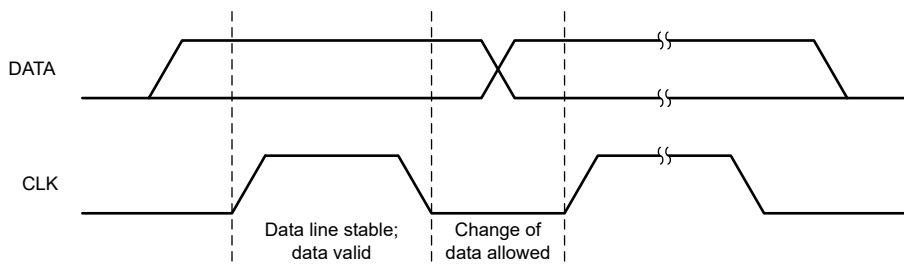 DATA
CLK
Data line stable;
data valid
Change of
data allowed